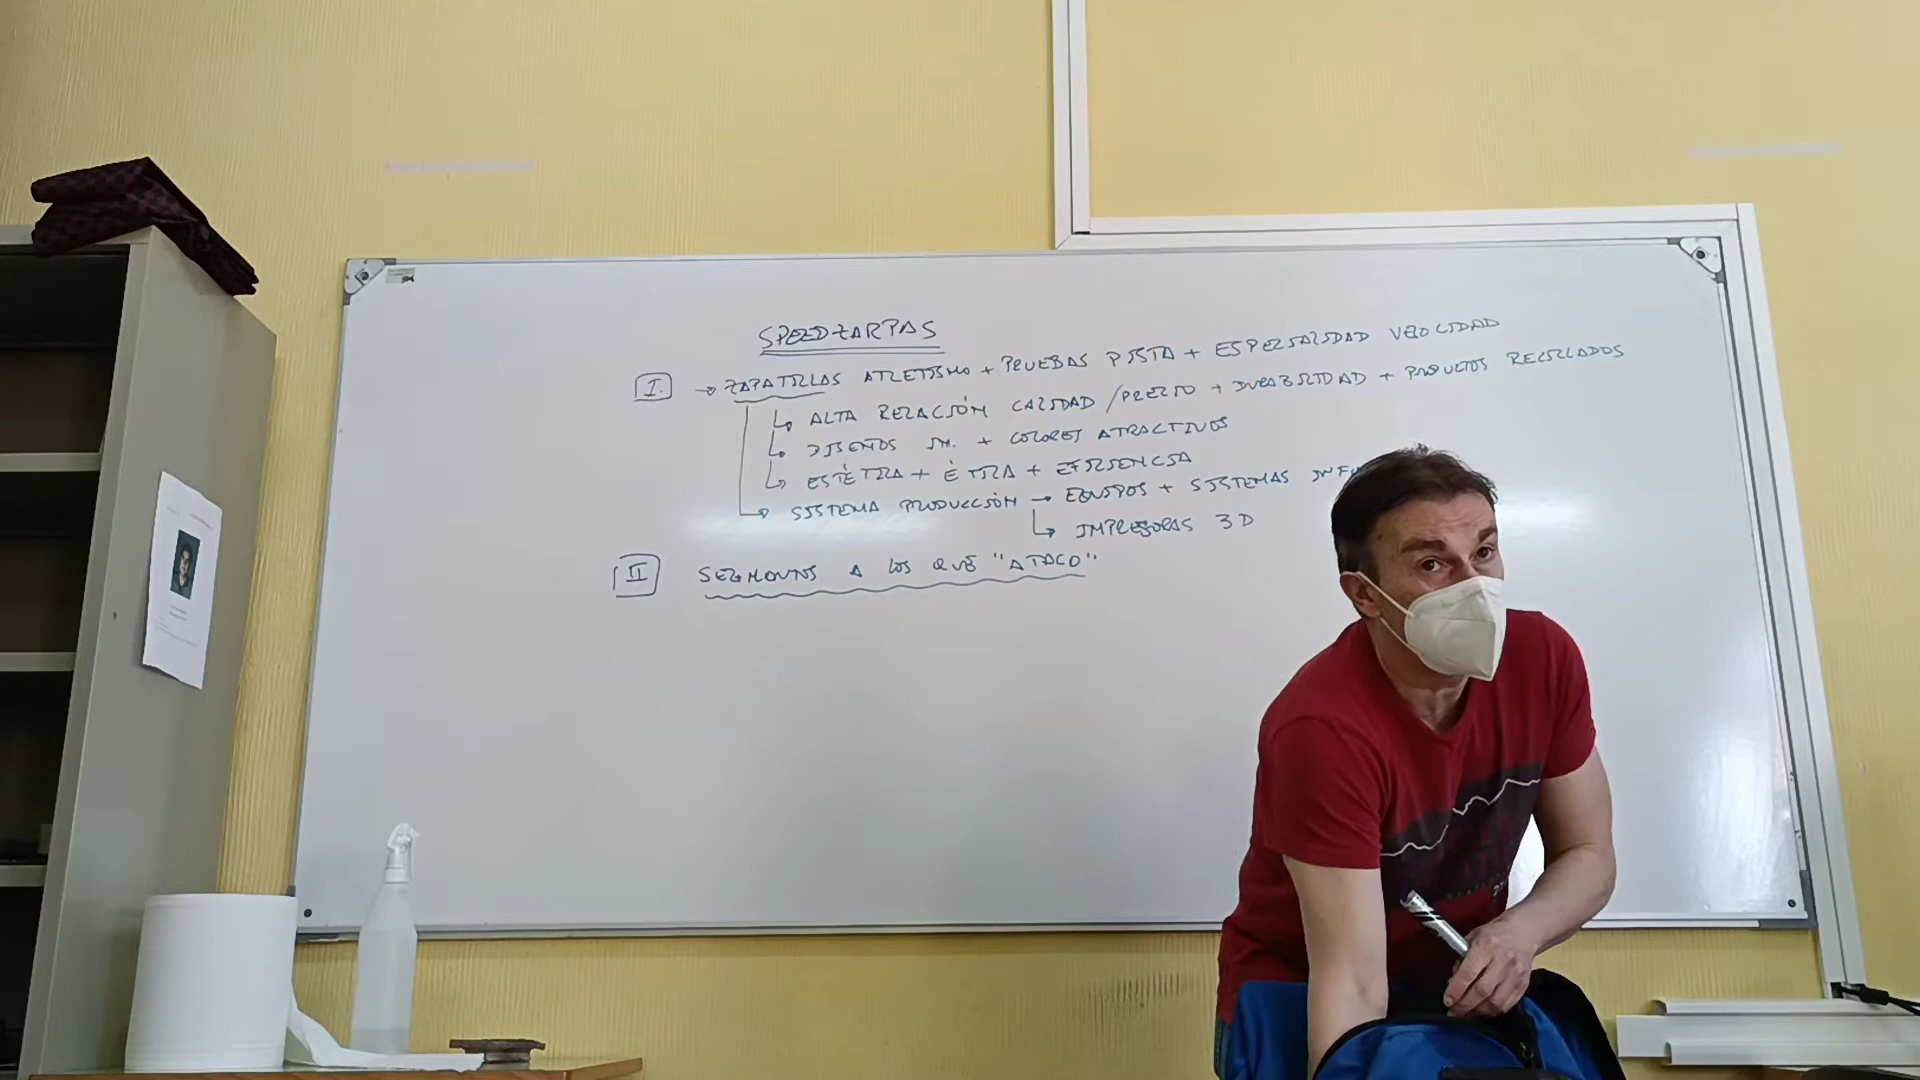 SPEEDZARPAS
I. → ZAPATILLAS ATLETISMO + PRUEBAS PISTA + ESPECIALIDAD VELOCIDAD
↳ ALTA RELACIÓN CALIDAD / PRECIO + DURABILIDAD + PRODUCTOS RECICLADOS
↳ DISEÑOS + COLORES ATRACTIVOS
↳ ESTÉTICA + ÉTICA + EFICIENCIA
↳ SISTEMA PRODUCCIÓN → EQUIPOS + SISTEMAS
↳ IMPRESORAS 3D
II SEGMENTOS A LOS QUE "ATACO"